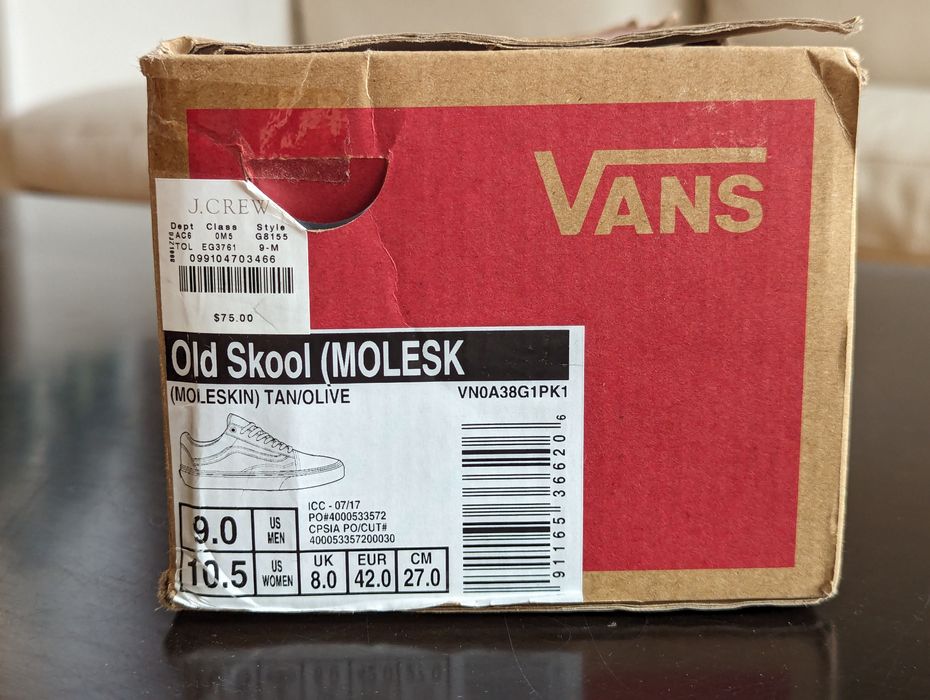 VANS
J.CREW
Dept Class Style
AC6 0M5 G8155
TOL EG3761 9-M
099104703466
$75.00
Old Skool (MOLESK
(MOLESKIN) TAN/OLIVE
VN0A38G1PK1
ICC - 07/17
PO#4000533572
CPSIA PO/CUT#
400053357200030
9.0 US MEN
10.5 US WOMEN
UK 8.0
EUR 42.0
CM 27.0
91165 36620 6